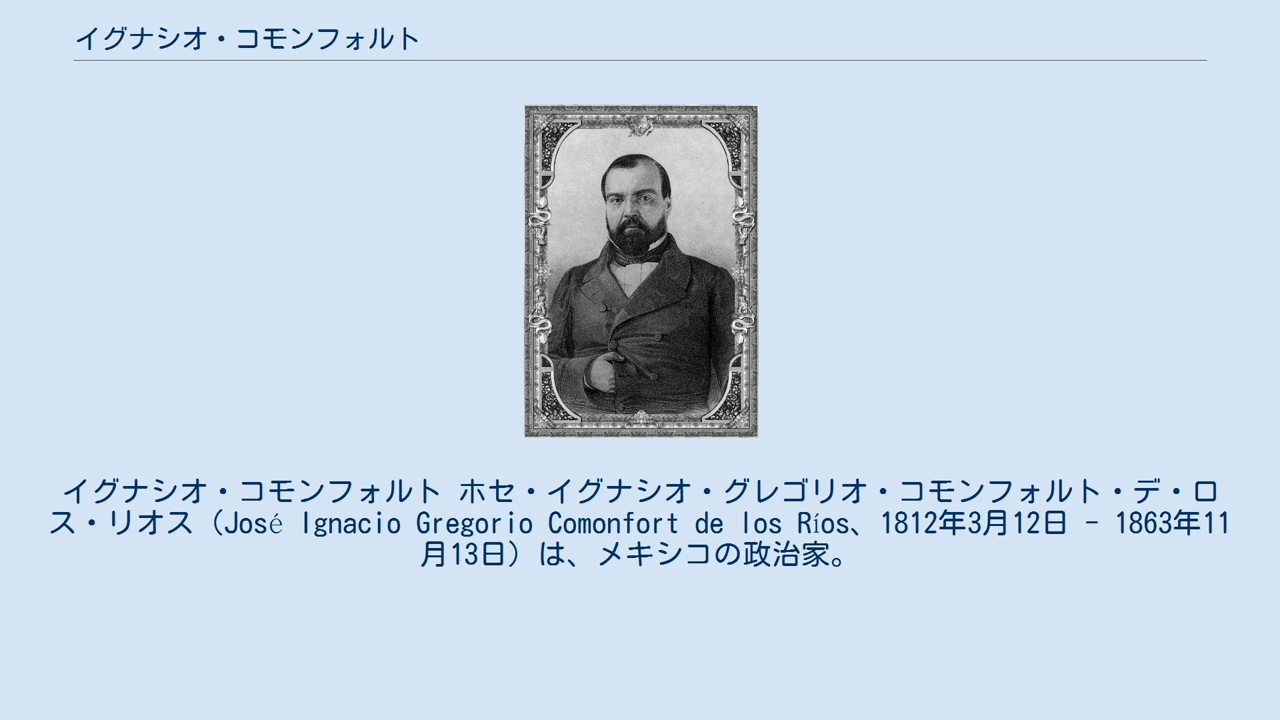 イグナシオ・コモンフォルト
イグナシオ・コモンフォルト ホセ・イグナシオ・グレゴリオ・コモンフォルト・デ・ロ
ス・リオス（José Ignacio Gregorio Comonfort de los Ríos、1812年3月12日 - 1863年11
月13日）は、メキシコの政治家。